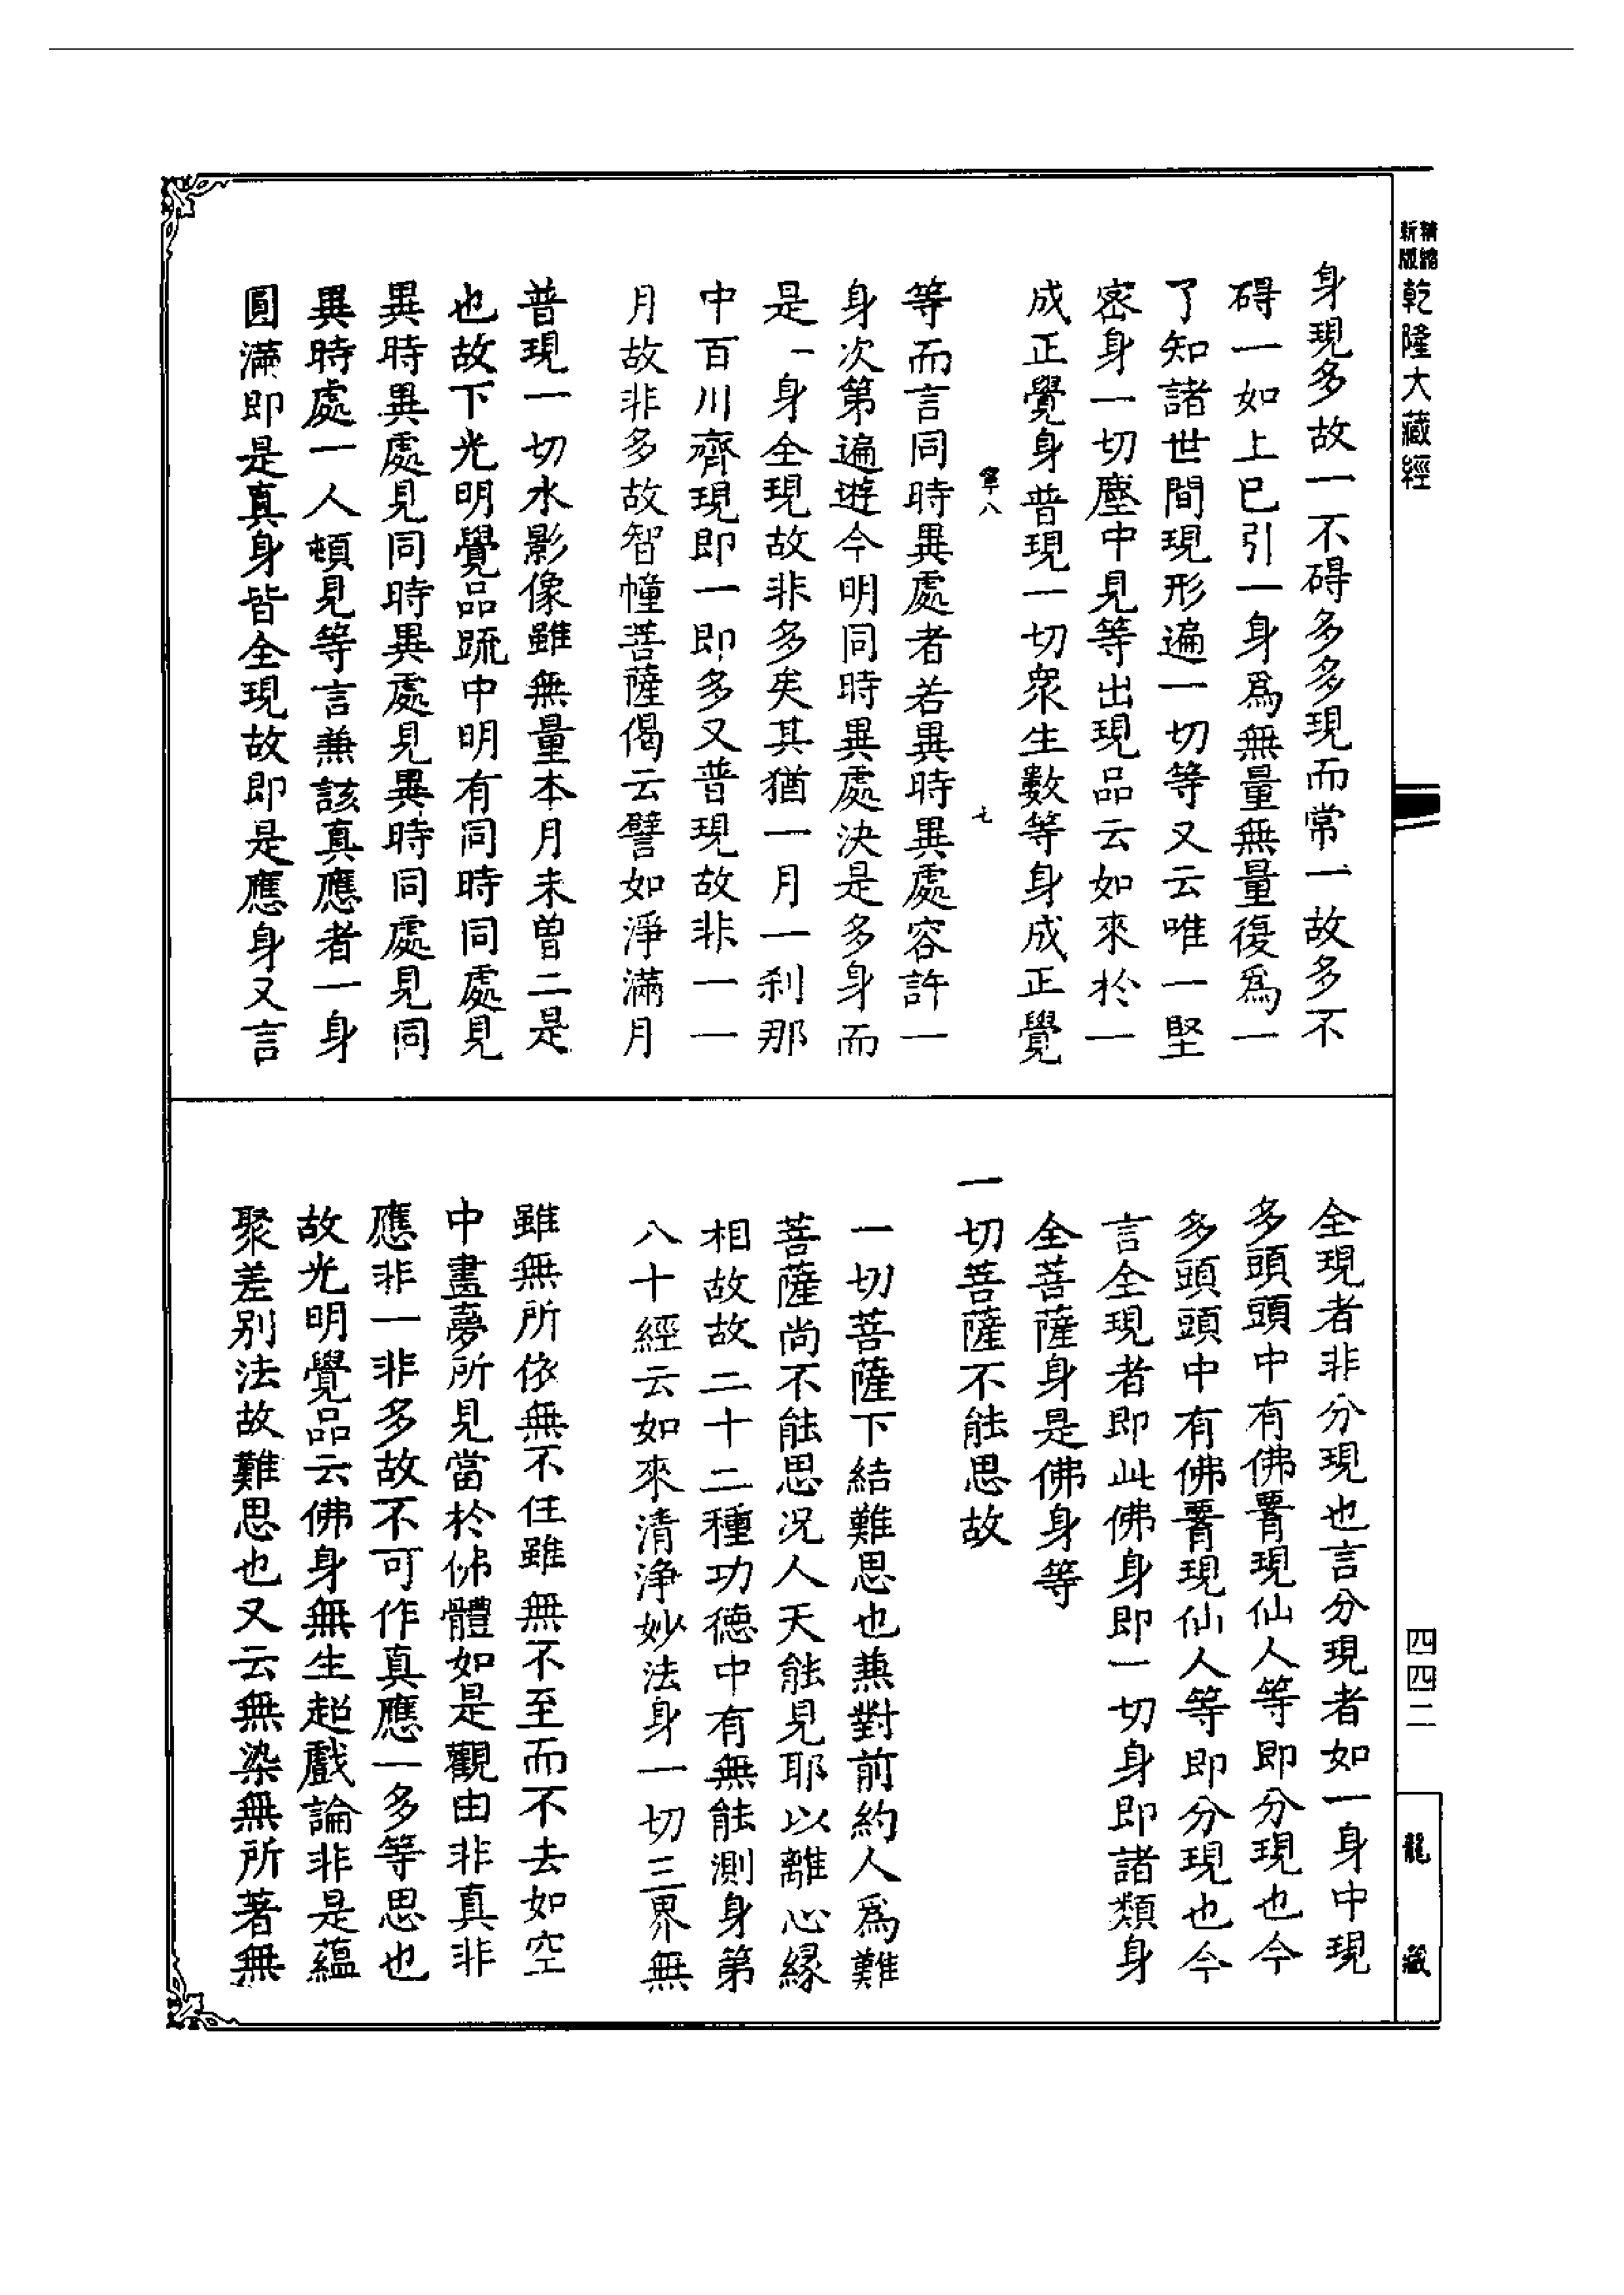 精縮
新版
乾隆大藏經
身現多故一不碍多多現而常一故多不
碍一如上已引一身爲無量無量復爲一
了知諸世間現形遍一切等又云唯一堅
密身一切塵中見等出現品云如來於一
成正覺身普現一切衆生數等身成正覺
寧八
七
等而言同時異處者若異時異處容許一
身次第遍遊今明同時異處決是多身而
是一身全現故非多矣其猶一月一刹那
中百川齊現即一即多又普現故非一一
月故非多故智幢菩薩偈云譬如淨滿月
普現一切水影像雖無量本月未曾二是
也故下光明覺品疏中明有同時同處見
異時異處見同時異處見異時同處見同
異時處一人頓見等言兼該真應者一身
圓滿即是真身皆全現故即是應身又言
全現者非分現也言分現者如一身中現
多頭頭中有佛胷現仙人等即分現也今
多頭頭中有佛胷現仙人等即分現也今
言全現者即此佛身即一切身即諸類身
全菩薩身是佛身等
一切菩薩不能思故
一切菩薩下結難思也兼對前約人爲難
菩薩尚不能思况人天能見耶以離心緣
相故故二十二種功德中有無能測身第
八十經云如來清淨妙法身一切三界無
雖無所依無不住雖無不至而不去如空
中畫夢所見當於佛體如是觀由非真非
應非一非多故不可作真應一多等思也
故光明覺品云佛身無生超戲論非是蘊
聚差別法故難思也又云無染無所著無
四四二
龍藏